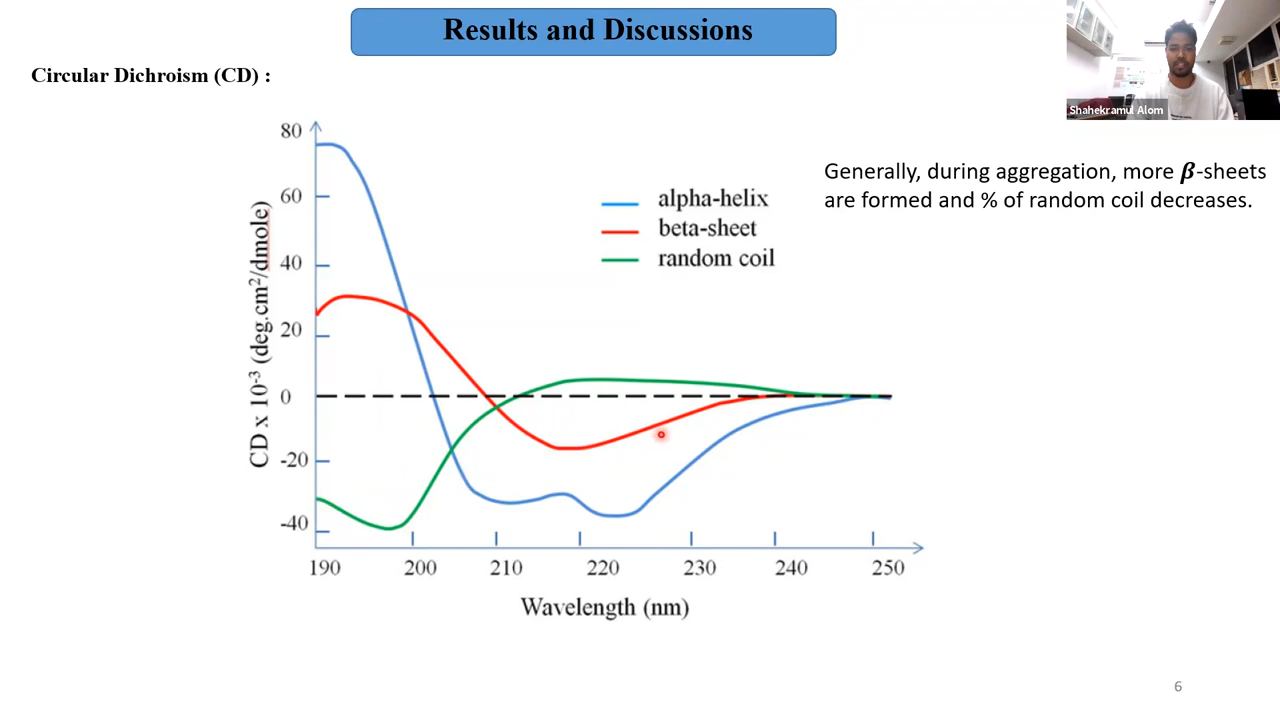 Results and Discussions
Circular Dichroism (CD) :
Shahekramul Alom
Generally, during aggregation, more β-sheets
are formed and % of random coil decreases.
alpha-helix
beta-sheet
random coil
CD x 10⁻³ (deg.cm²/dmole)
80
60
40
20
0
-20
-40
190 200 210 220 230 240 250
Wavelength (nm)
6